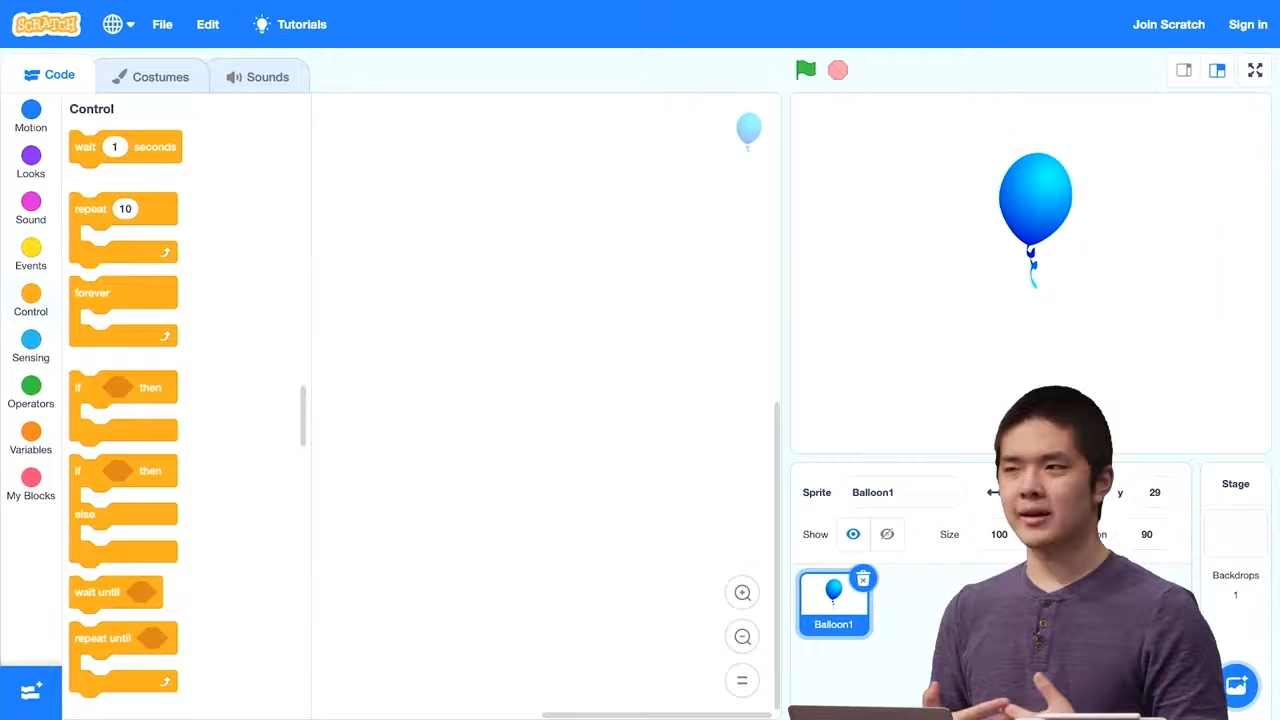 SCRATCH File Edit Tutorials Join Scratch Sign in
Code Costumes Sounds
Motion
Looks
Sound
Events
Control
Sensing
Operators
Variables
My Blocks
Control
wait 1 seconds
repeat 10
forever
if then
if then
else
wait until
repeat until
Sprite Balloon1 y 29
Show Size 100 on 90
Balloon1
Stage
Backdrops
1